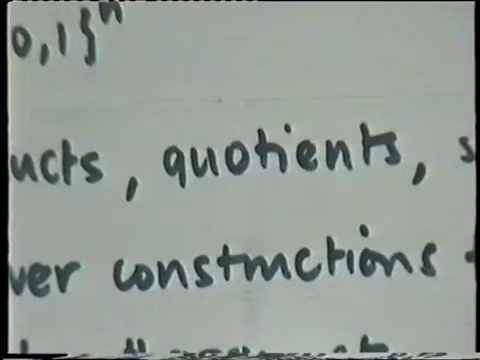 0,1}ⁿ
ucts, quotients, s
ver constructions